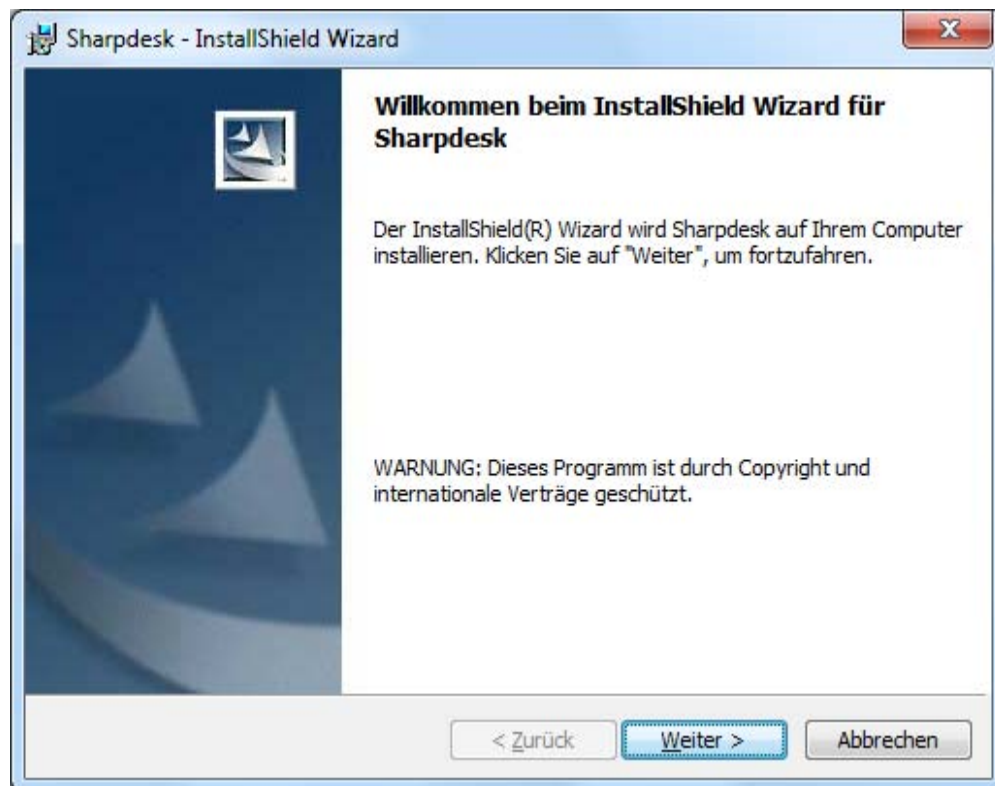 Sharpdesk - InstallShield Wizard
Willkommen beim InstallShield Wizard für
Sharpdesk
Der InstallShield(R) Wizard wird Sharpdesk auf Ihrem Computer
installieren. Klicken Sie auf "Weiter", um fortzufahren.
WARNUNG: Dieses Programm ist durch Copyright und
internationale Verträge geschützt.
< Zurück
Weiter >
Abbrechen